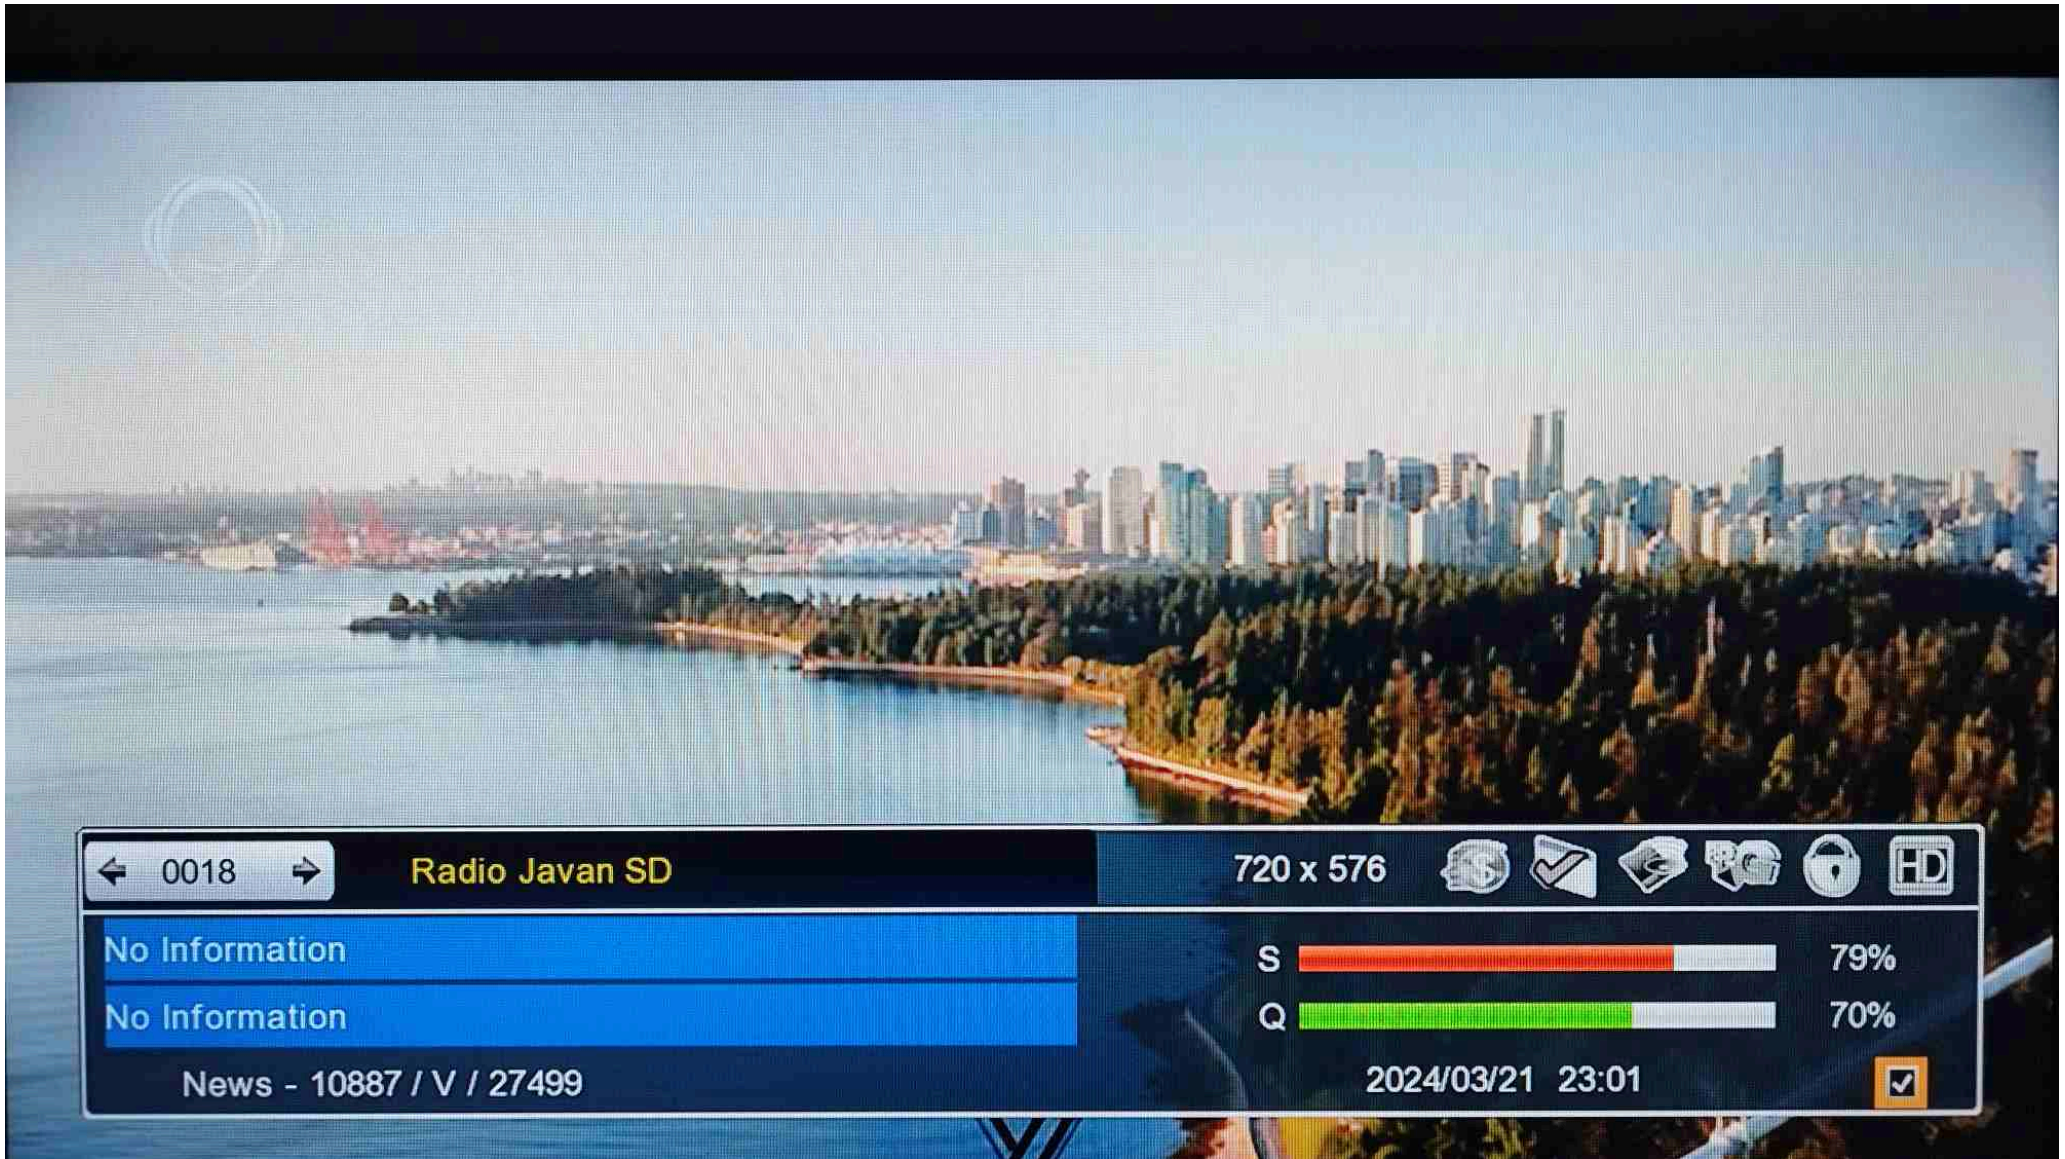 0018 Radio Javan SD 720 x 576 HD
No Information
S 79%
No Information
Q 70%
News - 10887 / V / 27499 2024/03/21 23:01